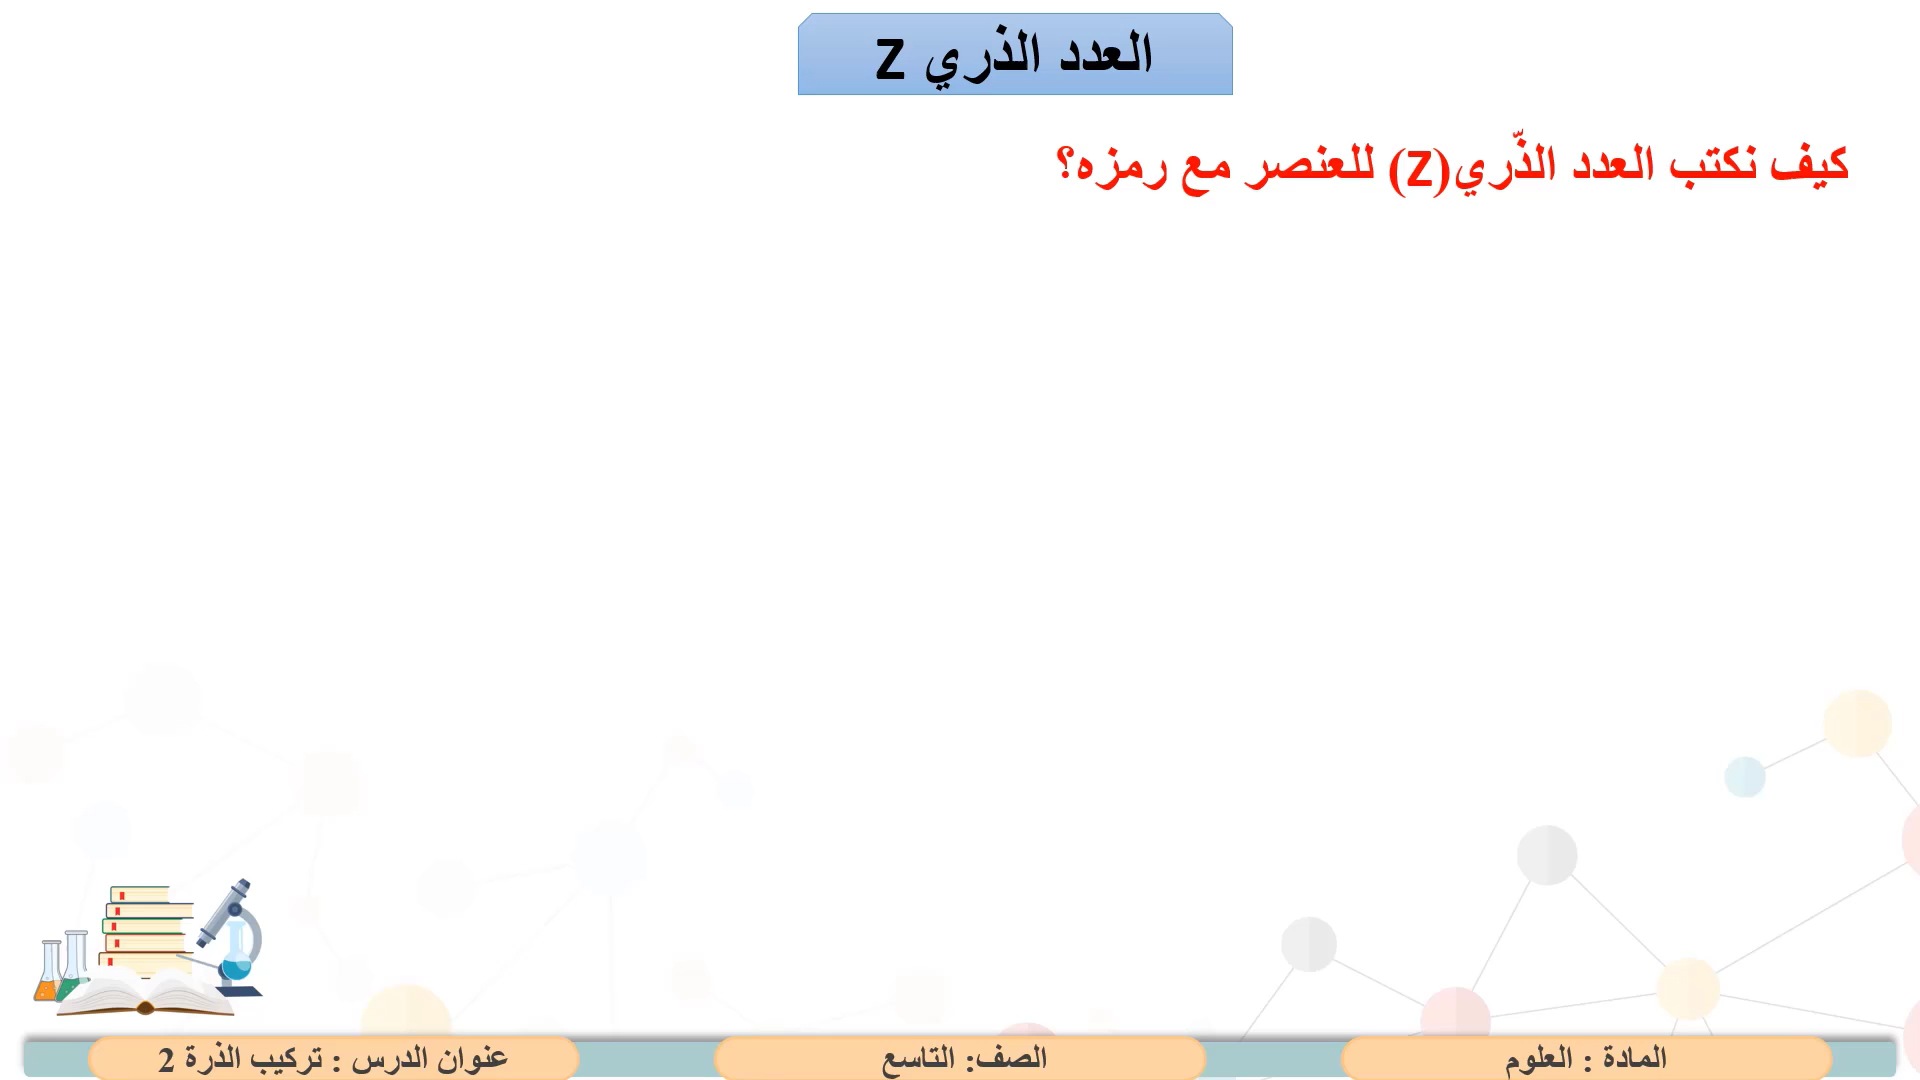 العدد الذري Z
كيف نكتب العدد الذّري(Z) للعنصر مع رمزه؟
المادة : العلوم
الصف: التاسع
عنوان الدرس : تركيب الذرة 2